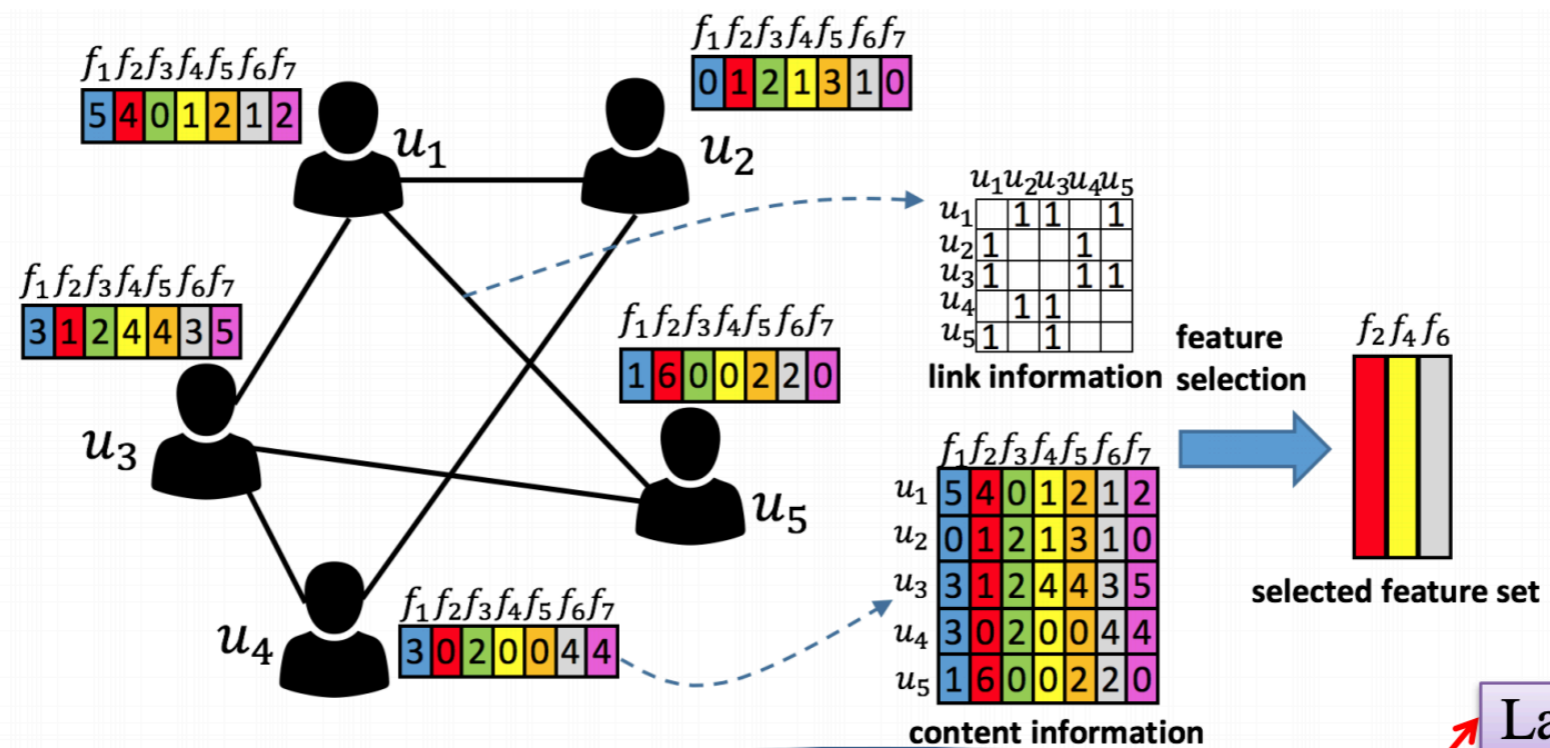 f₁ f₂ f₃ f₄ f₅ f₆ f₇
0 1 2 1 3 1 0
u₂
f₁ f₂ f₃ f₄ f₅ f₆ f₇
5 4 0 1 2 1 2
u₁
f₁ f₂ f₃ f₄ f₅ f₆ f₇
3 1 2 4 4 3 5
u₃
f₁ f₂ f₃ f₄ f₅ f₆ f₇
1 6 0 0 2 2 0
u₅
f₁ f₂ f₃ f₄ f₅ f₆ f₇
3 0 2 0 0 4 4
u₄
u₁ u₂ u₃ u₄ u₅
u₁ 1 1 1
u₂ 1 1
u₃ 1 1 1
u₄ 1 1
u₅ 1 1
link information
feature
selection
f₁ f₂ f₃ f₄ f₅ f₆ f₇
u₁ 5 4 0 1 2 1 2
u₂ 0 1 2 1 3 1 0
u₃ 3 1 2 4 4 3 5
u₄ 3 0 2 0 0 4 4
u₅ 1 6 0 0 2 2 0
content information
f₂ f₄ f₆
selected feature set
La